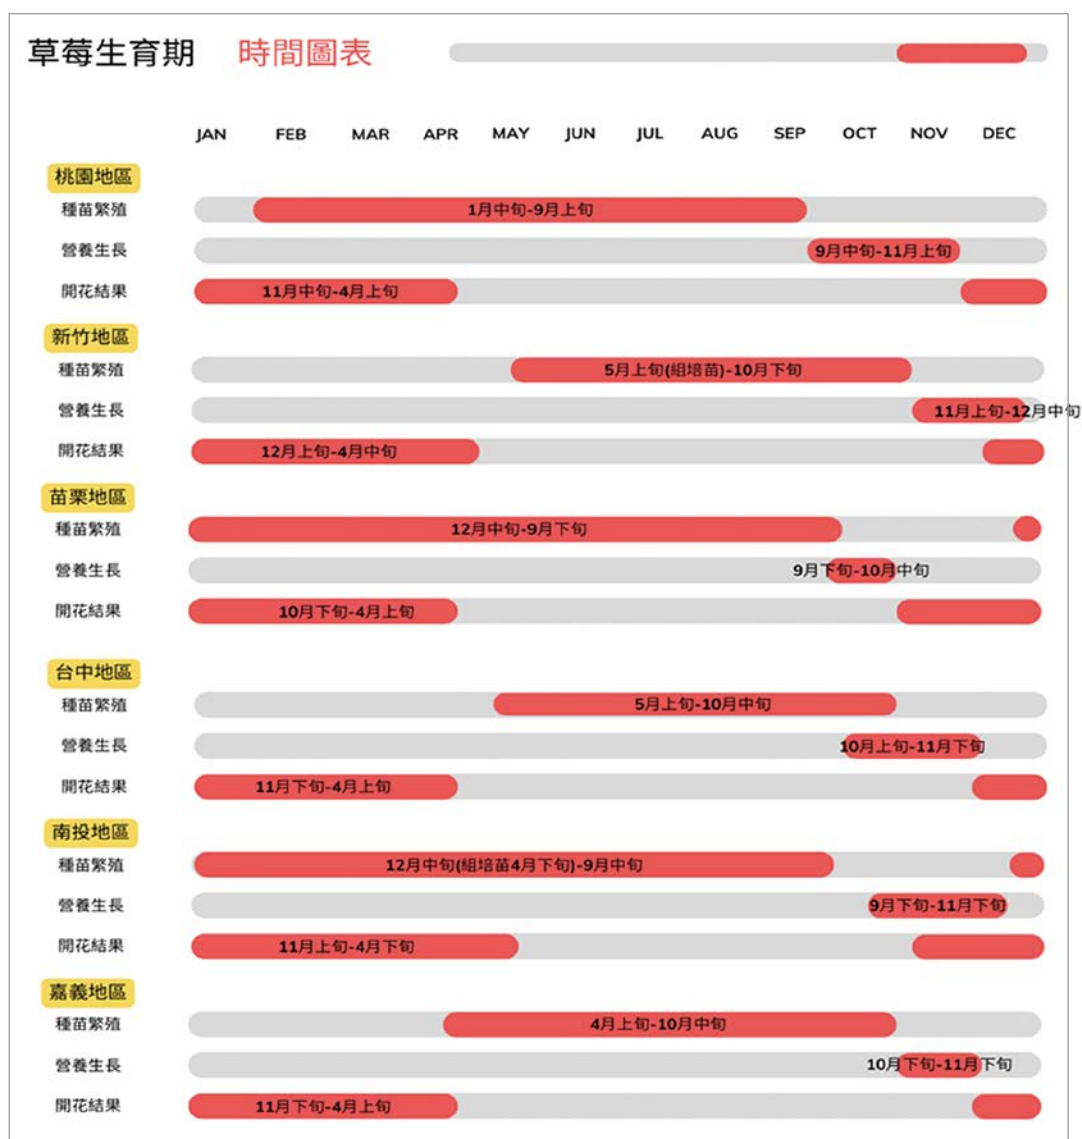 草莓生育期 時間圖表
JAN FEB MAR APR MAY JUN JUL AUG SEP OCT NOV DEC
桃園地區
種苗繁殖 1月中旬-9月上旬
營養生長 9月中旬-11月上旬
開花結果 11月中旬-4月上旬
新竹地區
種苗繁殖 5月上旬(組培苗)-10月下旬
營養生長 11月上旬-12月中旬
開花結果 12月上旬-4月中旬
苗栗地區
種苗繁殖 12月中旬-9月下旬
營養生長 9月下旬-10月中旬
開花結果 10月下旬-4月上旬
台中地區
種苗繁殖 5月上旬-10月中旬
營養生長 10月上旬-11月下旬
開花結果 11月下旬-4月上旬
南投地區
種苗繁殖 12月中旬(組培苗4月下旬)-9月中旬
營養生長 9月下旬-11月下旬
開花結果 11月上旬-4月下旬
嘉義地區
種苗繁殖 4月上旬-10月中旬
營養生長 10月下旬-11月下旬
開花結果 11月下旬-4月上旬